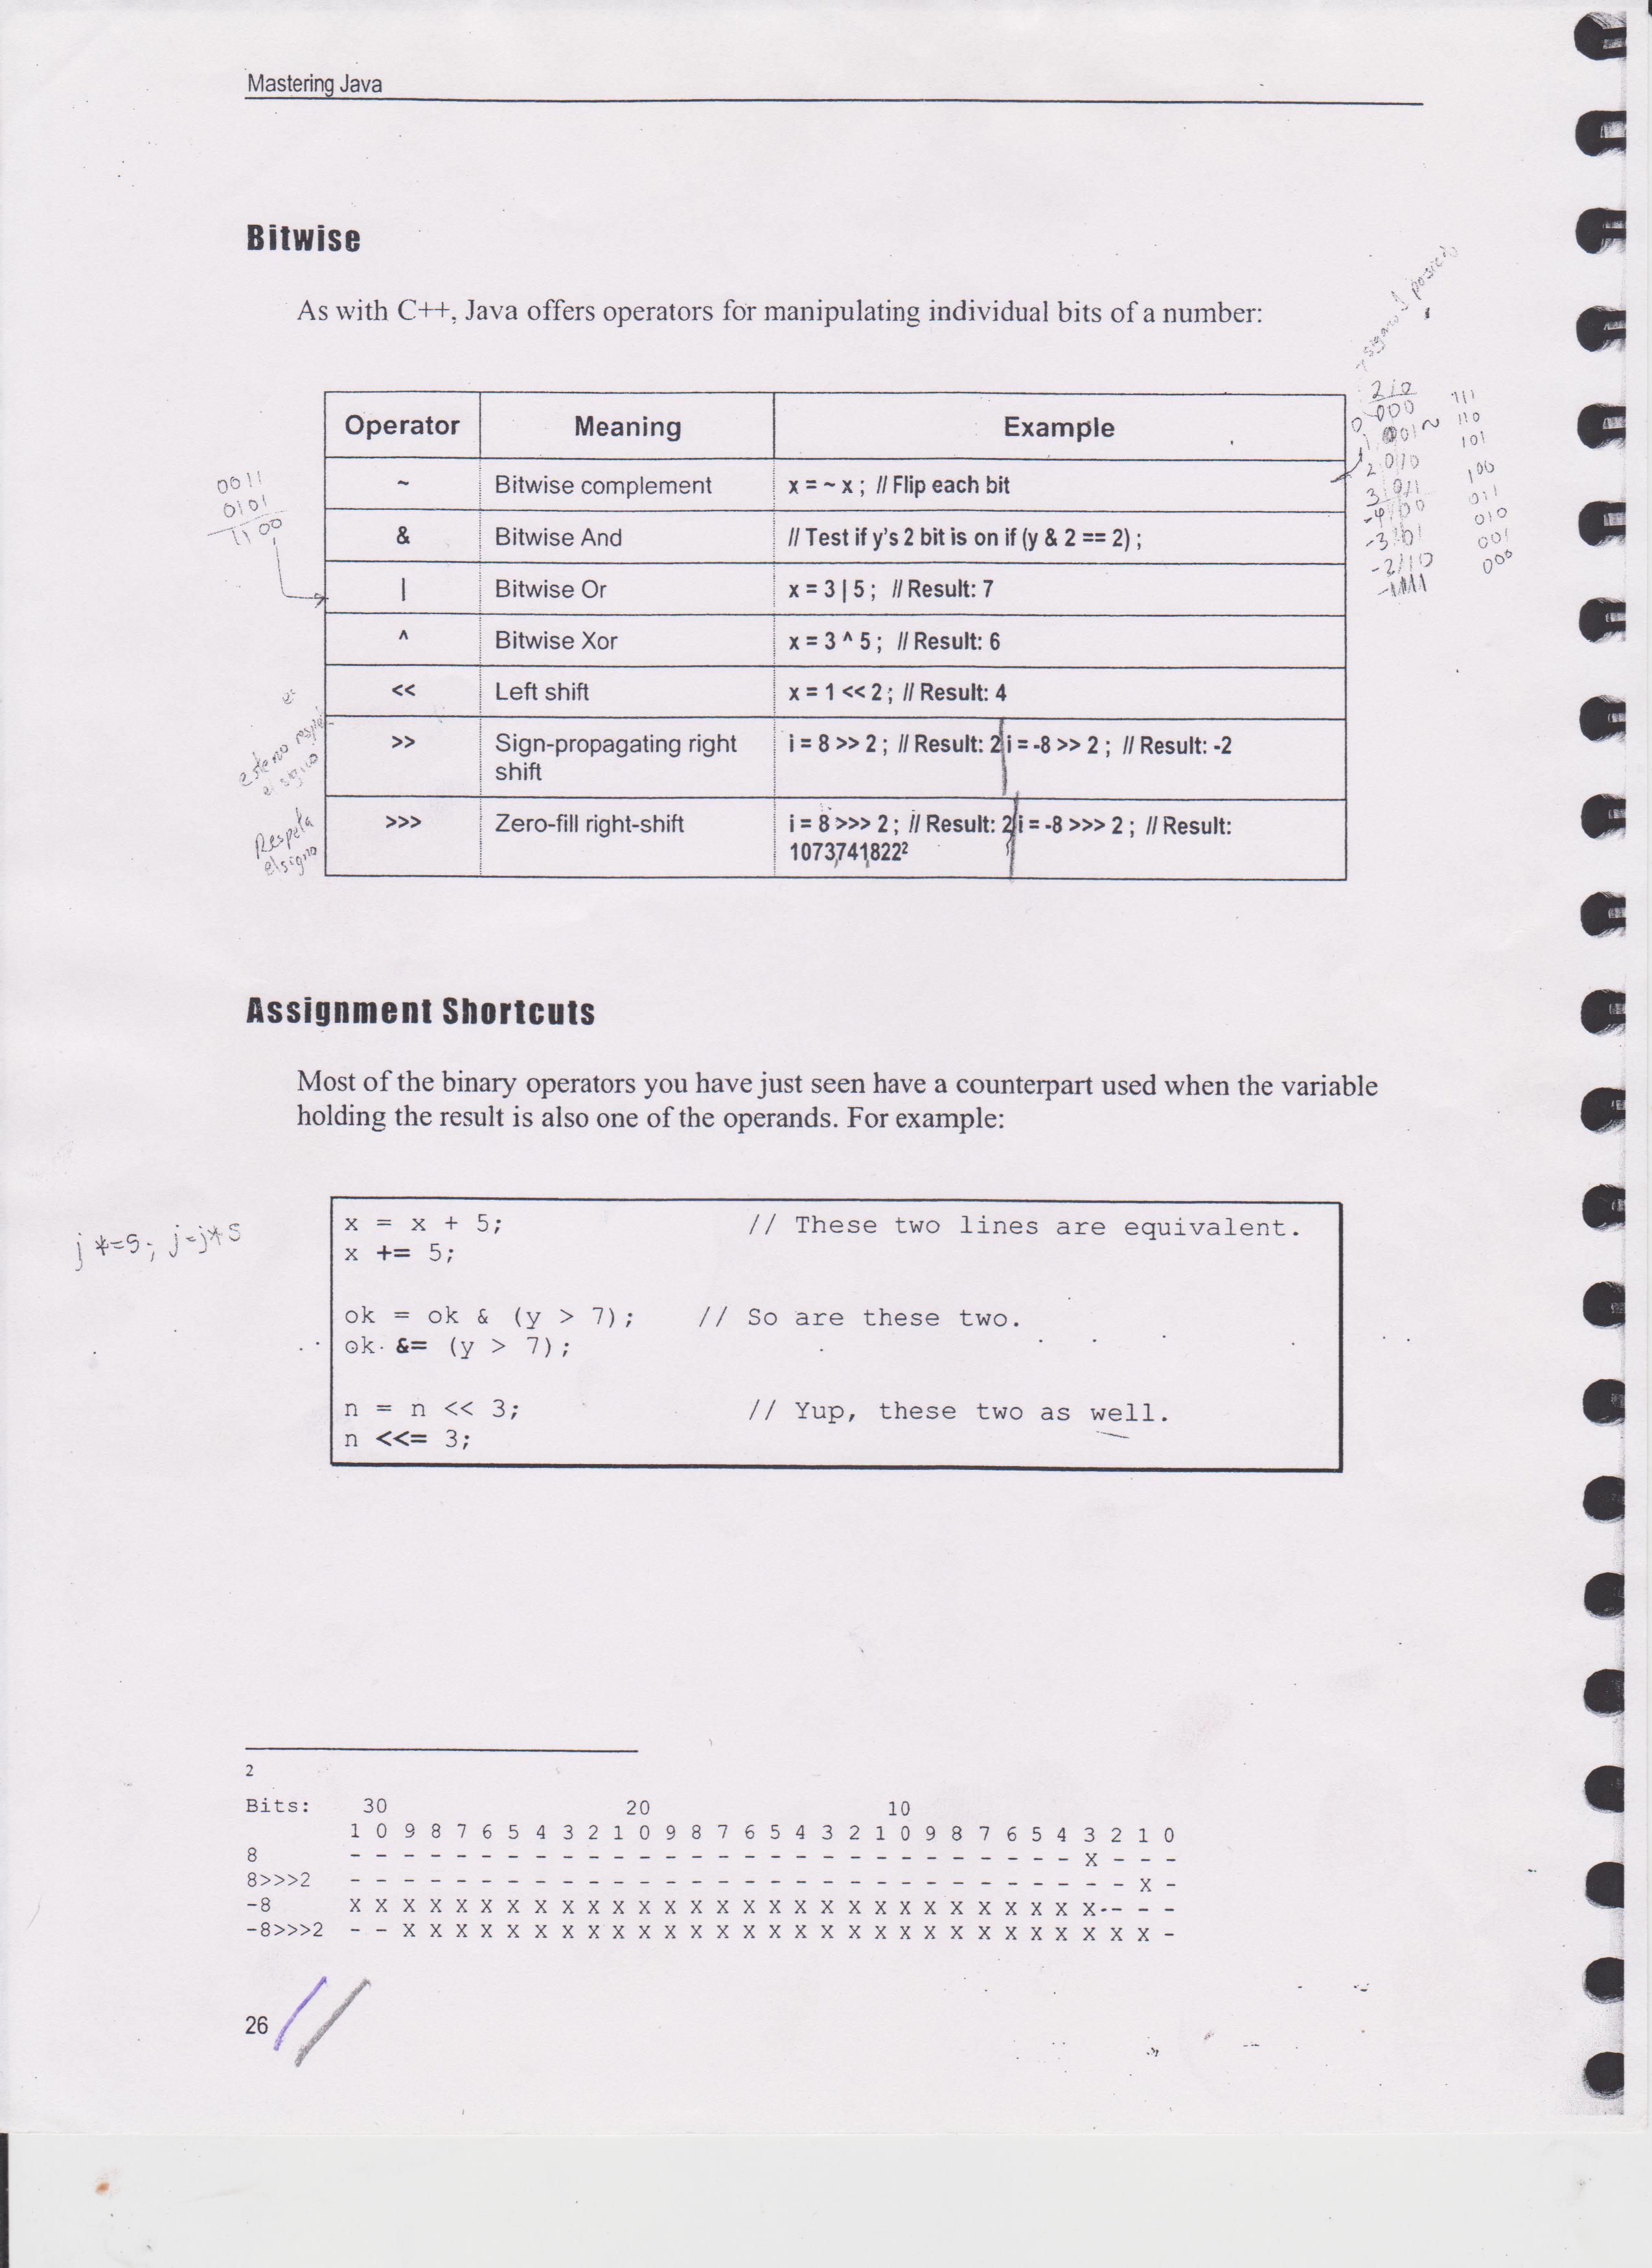 Mastering Java
Bitwise
As with C++, Java offers operators for manipulating individual bits of a number:
Operator Meaning Example
~ Bitwise complement x = ~ x ; // Flip each bit
& Bitwise And // Test if y's 2 bit is on if (y & 2 == 2) ;
| Bitwise Or x = 3 | 5 ; // Result: 7
^ Bitwise Xor x = 3 ^ 5 ; // Result: 6
<< Left shift x = 1 << 2 ; // Result: 4
>> Sign-propagating right shift i = 8 >> 2 ; // Result: 2 i = -8 >> 2 ; // Result: -2
>>> Zero-fill right-shift i = 8 >>> 2 ; // Result: 2 i = -8 >>> 2 ; // Result:
1073741822²
0011
0101
1100
el signo
Respeta
el signo
210
0 000 111
1 001 ~ 110
2 010 101
3 011 100
-4 100 011
-3 101 010
-2 110 001
-1 111 000
Assignment Shortcuts
Most of the binary operators you have just seen have a counterpart used when the variable
holding the result is also one of the operands. For example:
j *=5; j=j*5
x = x + 5; // These two lines are equivalent.
x += 5;
ok = ok & (y > 7); // So are these two.
ok &= (y > 7);
n = n << 3; // Yup, these two as well.
n <<= 3;
2
Bits: 30 20 10
1 0 9 8 7 6 5 4 3 2 1 0 9 8 7 6 5 4 3 2 1 0 9 8 7 6 5 4 3 2 1 0
8 - - - - - - - - - - - - - - - - - - - - - - - - - - - - X - - -
8>>>2 - - - - - - - - - - - - - - - - - - - - - - - - - - - - - - X -
-8 X X X X X X X X X X X X X X X X X X X X X X X X X X X X X - - -
-8>>>2 - - X X X X X X X X X X X X X X X X X X X X X X X X X X X X X -
26